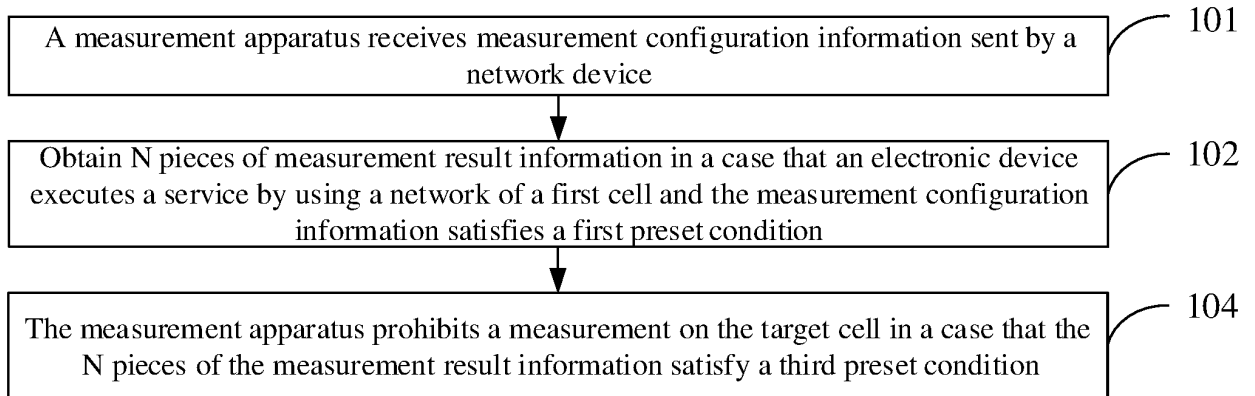 A measurement apparatus receives measurement configuration information sent by a
network device
101
Obtain N pieces of measurement result information in a case that an electronic device
executes a service by using a network of a first cell and the measurement configuration
information satisfies a first preset condition
102
The measurement apparatus prohibits a measurement on the target cell in a case that the
N pieces of the measurement result information satisfy a third preset condition
104